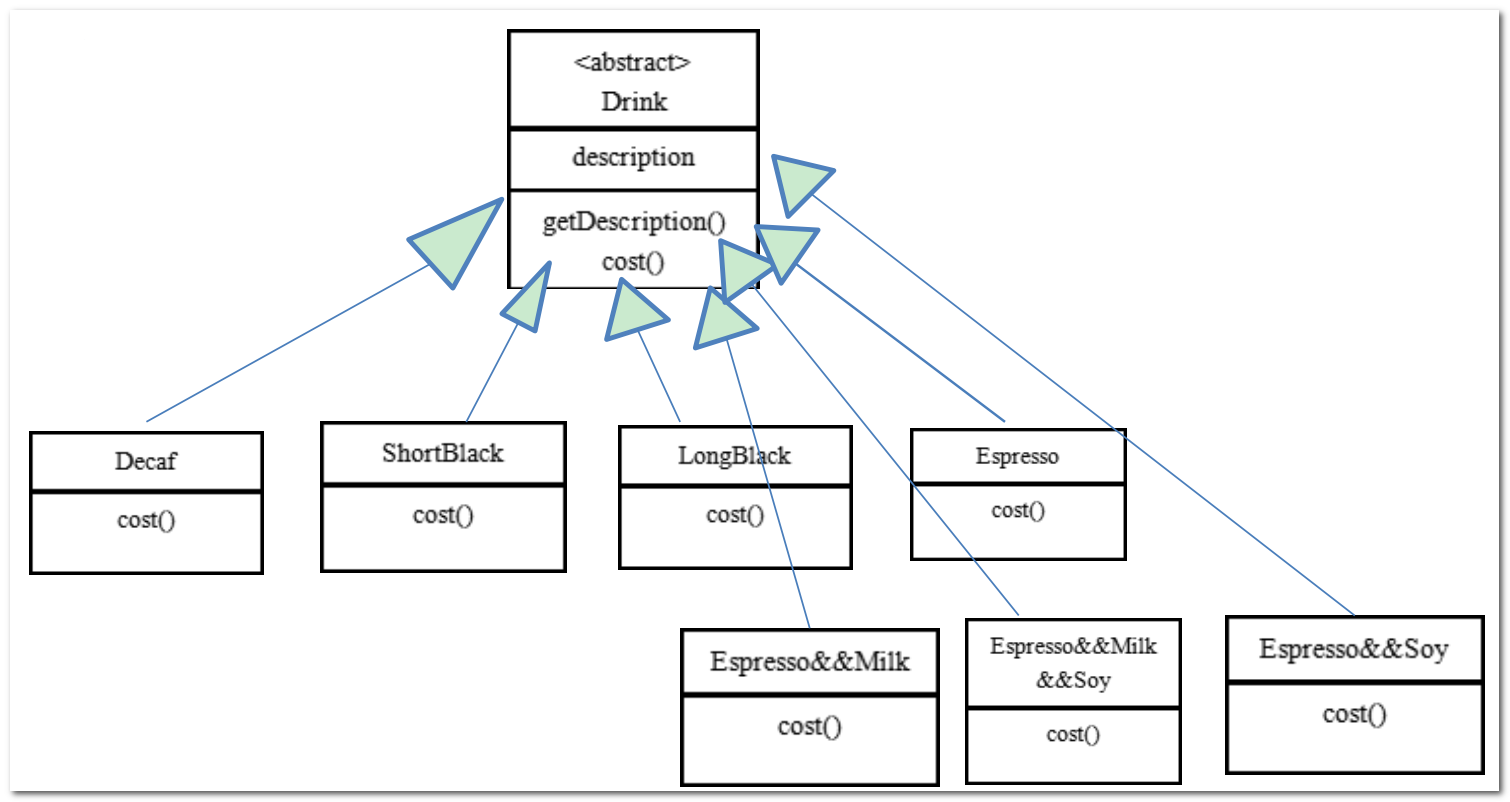 <abstract>
Drink
description
getDescription()
cost()
Decaf
cost()
ShortBlack
cost()
LongBlack
cost()
Espresso
cost()
Espresso&&Milk
cost()
Espresso&&Milk
&&Soy
cost()
Espresso&&Soy
cost()